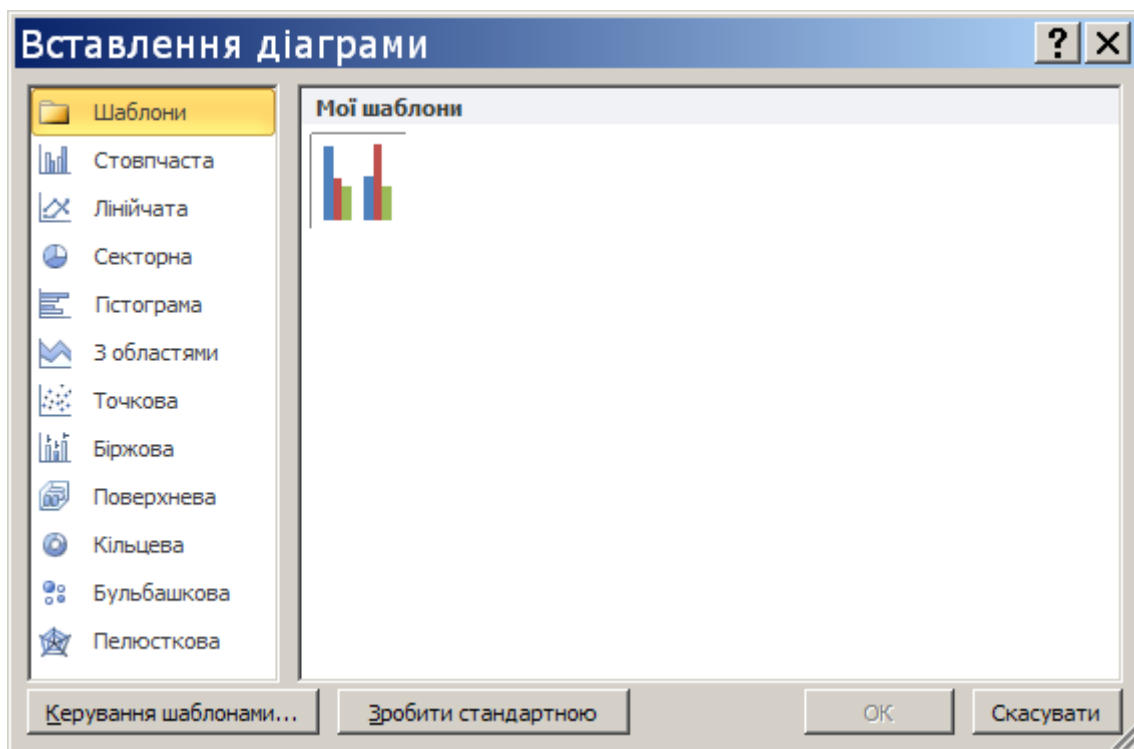 Вставлення діаграми
Шаблони
Стовпчаста
Лінійчата
Секторна
Гістограма
З областями
Точкова
Біржова
Поверхнева
Кільцева
Бульбашкова
Пелюсткова
Мої шаблони
Керування шаблонами...
Зробити стандартною
ОК
Скасувати